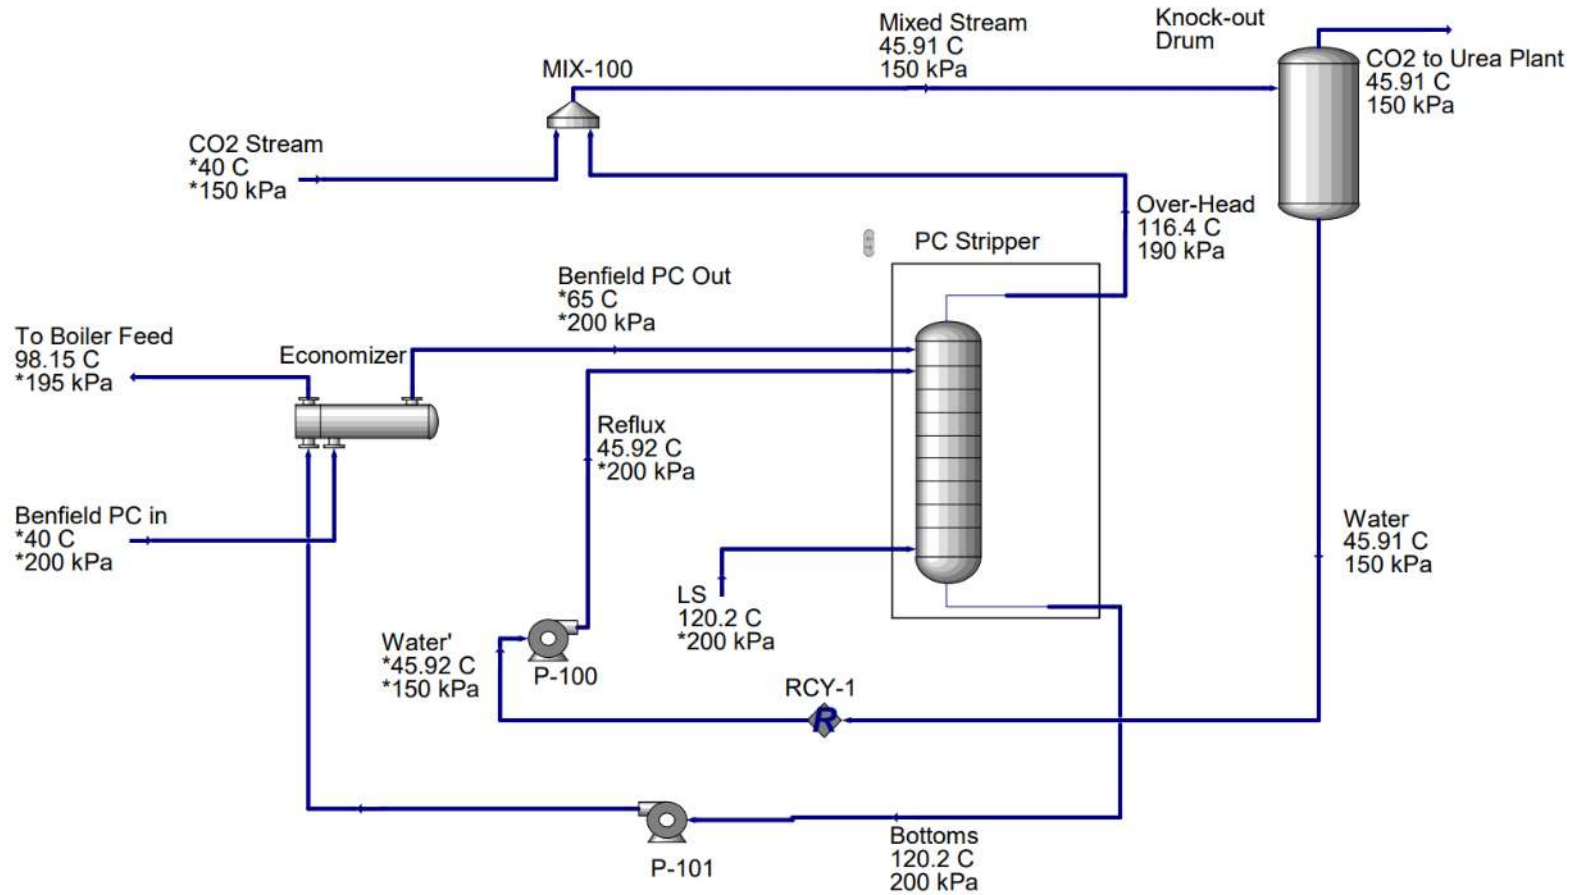 Mixed Stream
45.91 C
150 kPa
Knock-out
Drum
CO2 to Urea Plant
45.91 C
150 kPa
MIX-100
CO2 Stream
*40 C
*150 kPa
Over-Head
116.4 C
190 kPa
PC Stripper
Benfield PC Out
*65 C
*200 kPa
To Boiler Feed
98.15 C
*195 kPa
Economizer
Reflux
45.92 C
*200 kPa
Benfield PC in
*40 C
*200 kPa
Water
45.91 C
150 kPa
LS
120.2 C
*200 kPa
Water'
*45.92 C
*150 kPa
P-100
RCY-1
R
P-101
Bottoms
120.2 C
200 kPa